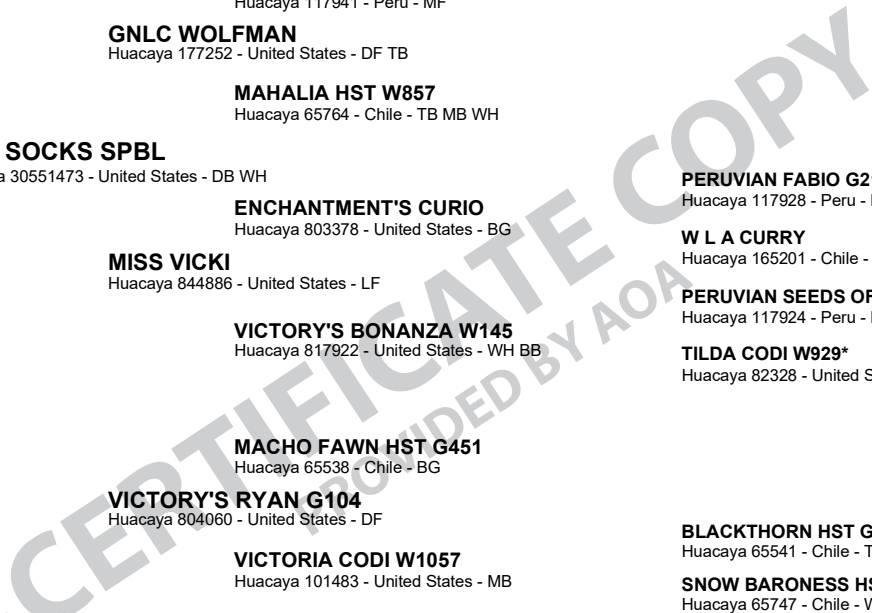 Huacaya 117941 - Peru - MF
GNLC WOLFMAN
Huacaya 177252 - United States - DF TB
MAHALIA HST W857
Huacaya 65764 - Chile - TB MB WH
SOCKS SPBL
a 30551473 - United States - DB WH
ENCHANTMENT'S CURIO
Huacaya 803378 - United States - BG
MISS VICKI
Huacaya 844886 - United States - LF
VICTORY'S BONANZA W145
Huacaya 817922 - United States - WH BB
MACHO FAWN HST G451
Huacaya 65538 - Chile - BG
VICTORY'S RYAN G104
Huacaya 804060 - United States - DF
VICTORIA CODI W1057
Huacaya 101483 - United States - MB
PERUVIAN FABIO G2
Huacaya 117928 - Peru -
W L A CURRY
Huacaya 165201 - Chile -
PERUVIAN SEEDS OF
Huacaya 117924 - Peru -
TILDA CODI W929*
Huacaya 82328 - United S
BLACKTHORN HST G
Huacaya 65541 - Chile - T
SNOW BARONESS HS
Huacaya 65747 - Chile - W
CERTIFICATE COPY
PROVIDED BY AOA